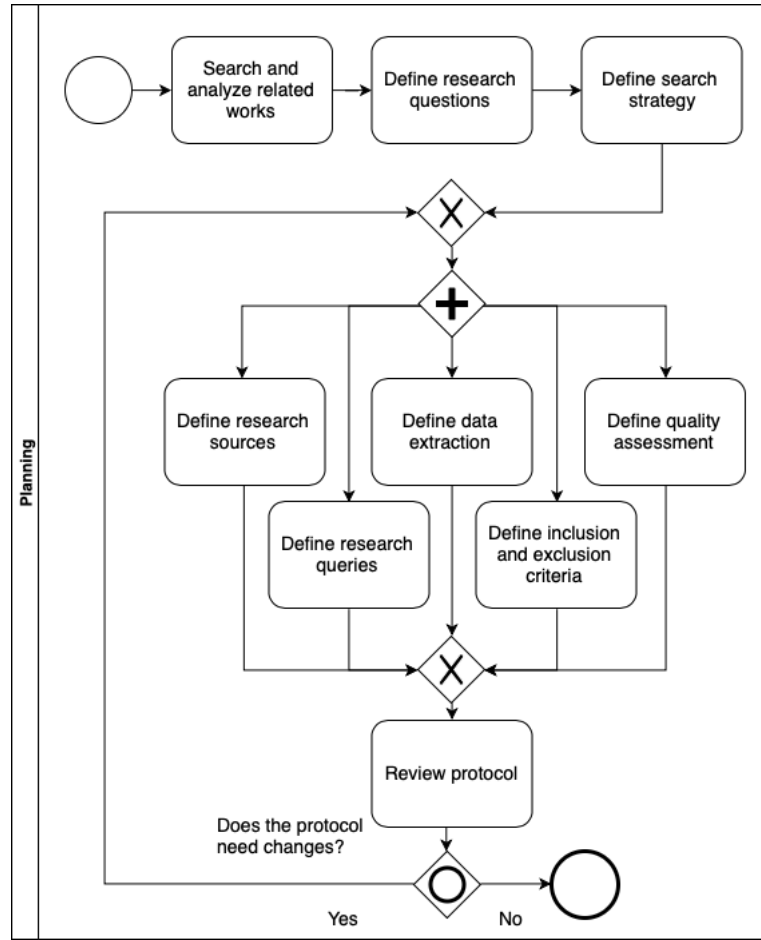 Planning
Search and
analyze related
works
Define research
questions
Define search
strategy
X
Define research
sources
Define data
extraction
Define quality
assessment
Define research
queries
Define inclusion
and exclusion
criteria
X
Review protocol
Does the protocol
need changes?
Yes
No